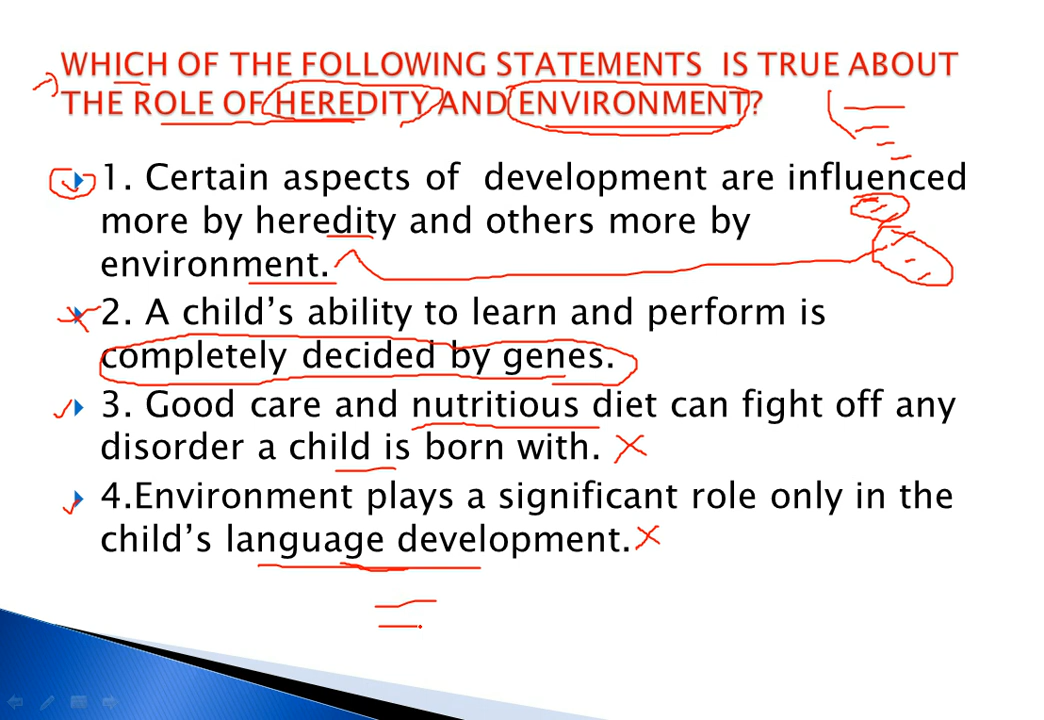 WHICH OF THE FOLLOWING STATEMENTS IS TRUE ABOUT
THE ROLE OF HEREDITY AND ENVIRONMENT?
1. Certain aspects of development are influenced
more by heredity and others more by
environment.
2. A child's ability to learn and perform is
completely decided by genes.
3. Good care and nutritious diet can fight off any
disorder a child is born with.
4.Environment plays a significant role only in the
child's language development.